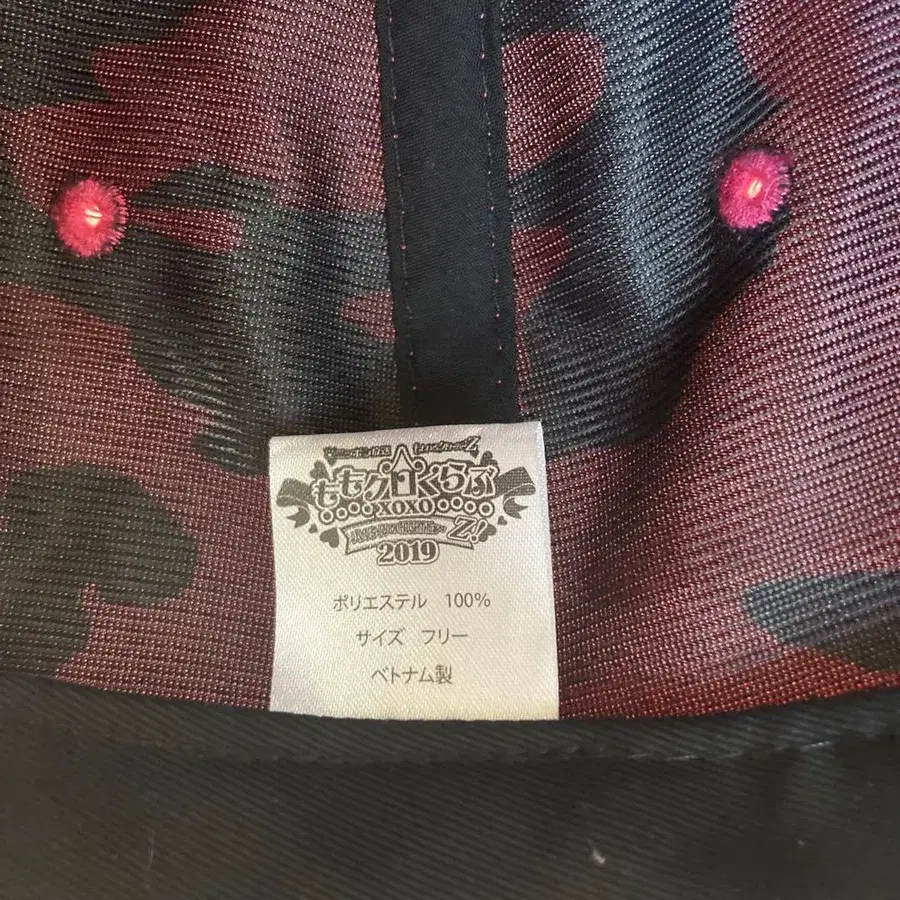 ももクロくらぶ
XOXO
Z!
2019
ポリエステル 100%
サイズ フリー
ベトナム製